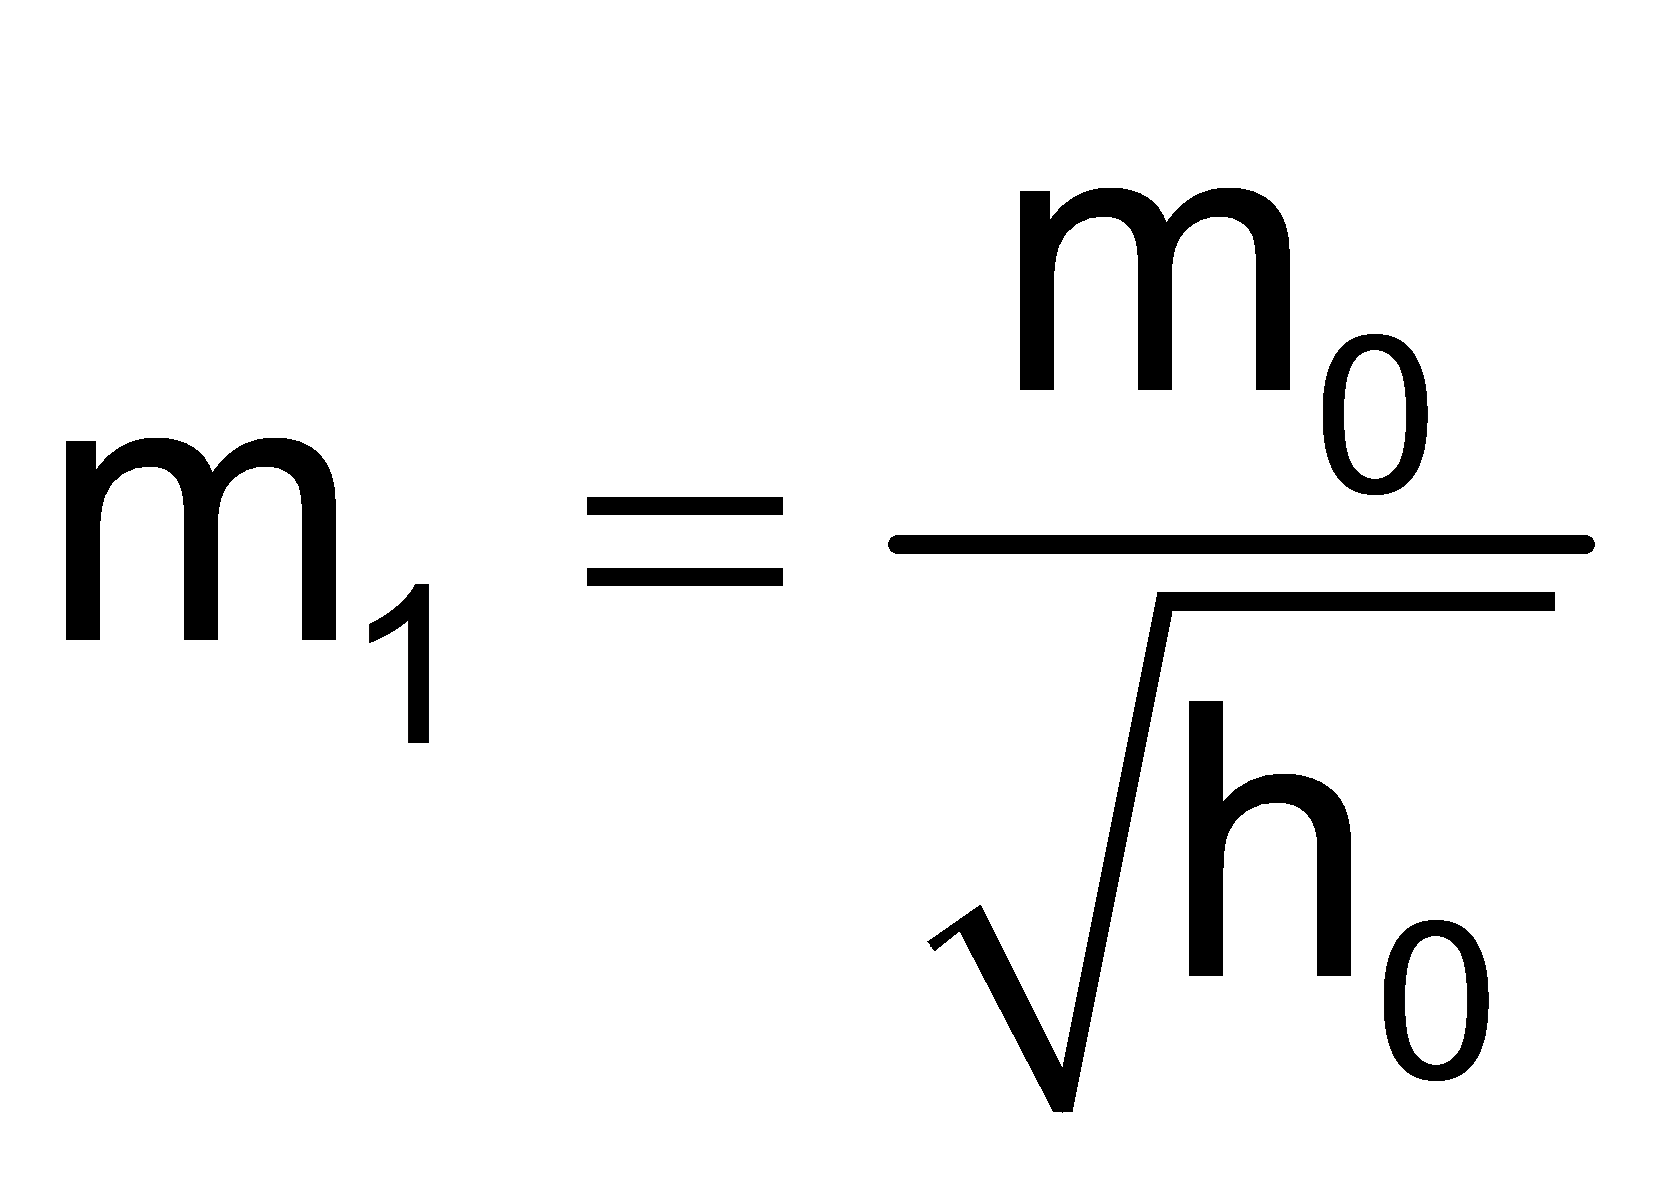 m₁ = m₀ / √h₀